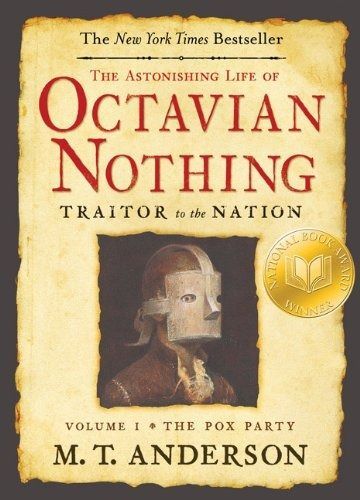 The New York Times Bestseller
The Astonishing Life of
Octavian
Nothing
Traitor to the Nation
NATIONAL BOOK AWARD
WINNER
Volume I The Pox Party
M. T. Anderson